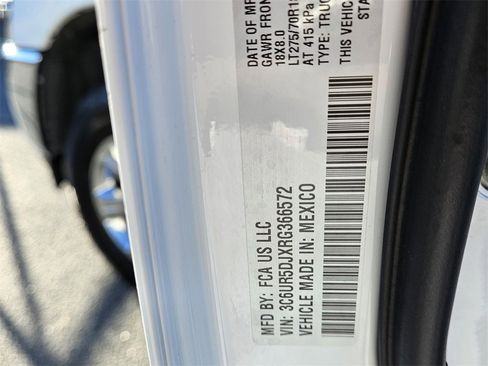 DATE OF MF
GAWR FRON
18X8.0
LT275/70R1
AT 415 kPa
TYPE: TRUC
THIS VEHIC
STA
MFD BY: FCA US LLC
VIN: 3C6UR5DJXRG366572
VEHICLE MADE IN: MEXICO